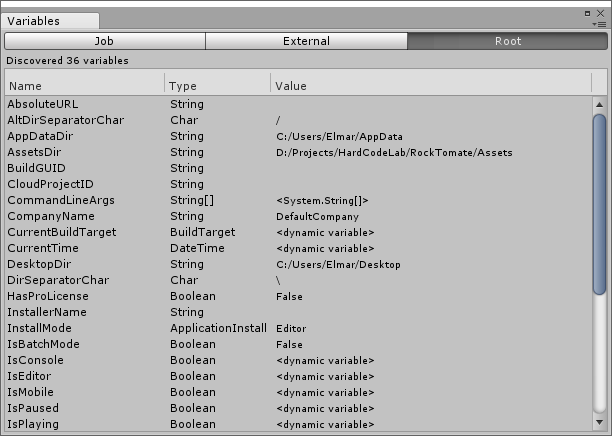 Variables
Job External Root
Discovered 36 variables
Name Type Value
AbsoluteURL String
AltDirSeparatorChar Char /
AppDataDir String C:/Users/Elmar/AppData
AssetsDir String D:/Projects/HardCodeLab/RockTomate/Assets
BuildGUID String
CloudProjectID String
CommandLineArgs String[] <System.String[]>
CompanyName String DefaultCompany
CurrentBuildTarget BuildTarget <dynamic variable>
CurrentTime DateTime <dynamic variable>
DesktopDir String C:/Users/Elmar/Desktop
DirSeparatorChar Char \
HasProLicense Boolean False
InstallerName String
InstallMode ApplicationInstall Editor
IsBatchMode Boolean False
IsConsole Boolean <dynamic variable>
IsEditor Boolean <dynamic variable>
IsMobile Boolean <dynamic variable>
IsPaused Boolean <dynamic variable>
IsPlaying Boolean <dynamic variable>